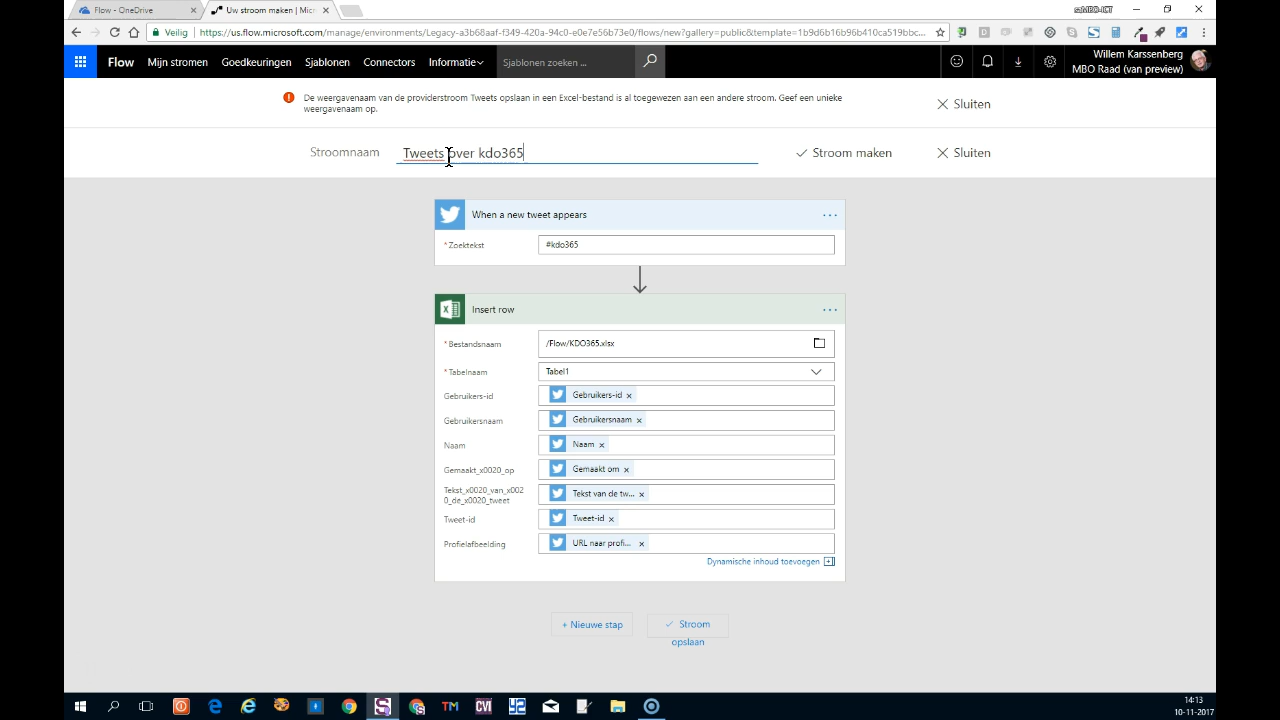 Flow - OneDrive
Uw stroom maken | Micr
saMBO-ICT
Veilig
https://us.flow.microsoft.com/manage/environments/Legacy-a3b68aaf-f349-420a-94c0-e0e7e56b73e0/flows/new?gallery=public&template=1b9d6b16b96b410ca519bbc...
Flow
Mijn stromen
Goedkeuringen
Sjablonen
Connectors
Informatie
Sjablonen zoeken ...
Willem Karssenberg
MBO Raad (van preview)
De weergavenaam van de providerstroom Tweets opslaan in een Excel-bestand is al toegewezen aan een andere stroom. Geef een unieke
weergavenaam op.
Sluiten
Stroomnaam
Tweets over kdo365
Stroom maken
Sluiten
When a new tweet appears
...
* Zoektekst
#kdo365
Insert row
...
* Bestandsnaam
/Flow/KDO365.xlsx
* Tabelnaam
Tabel1
Gebruikers-id
Gebruikers-id x
Gebruikersnaam
Gebruikersnaam x
Naam
Naam x
Gemaakt_x0020_op
Gemaakt om x
Tekst_x0020_van_x002
0_de_x0020_tweet
Tekst van de tw... x
Tweet-id
Tweet-id x
Profielafbeelding
URL naar profi... x
Dynamische inhoud toevoegen
+ Nieuwe stap
Stroom
opslaan
TM
CVI
14:13
10-11-2017